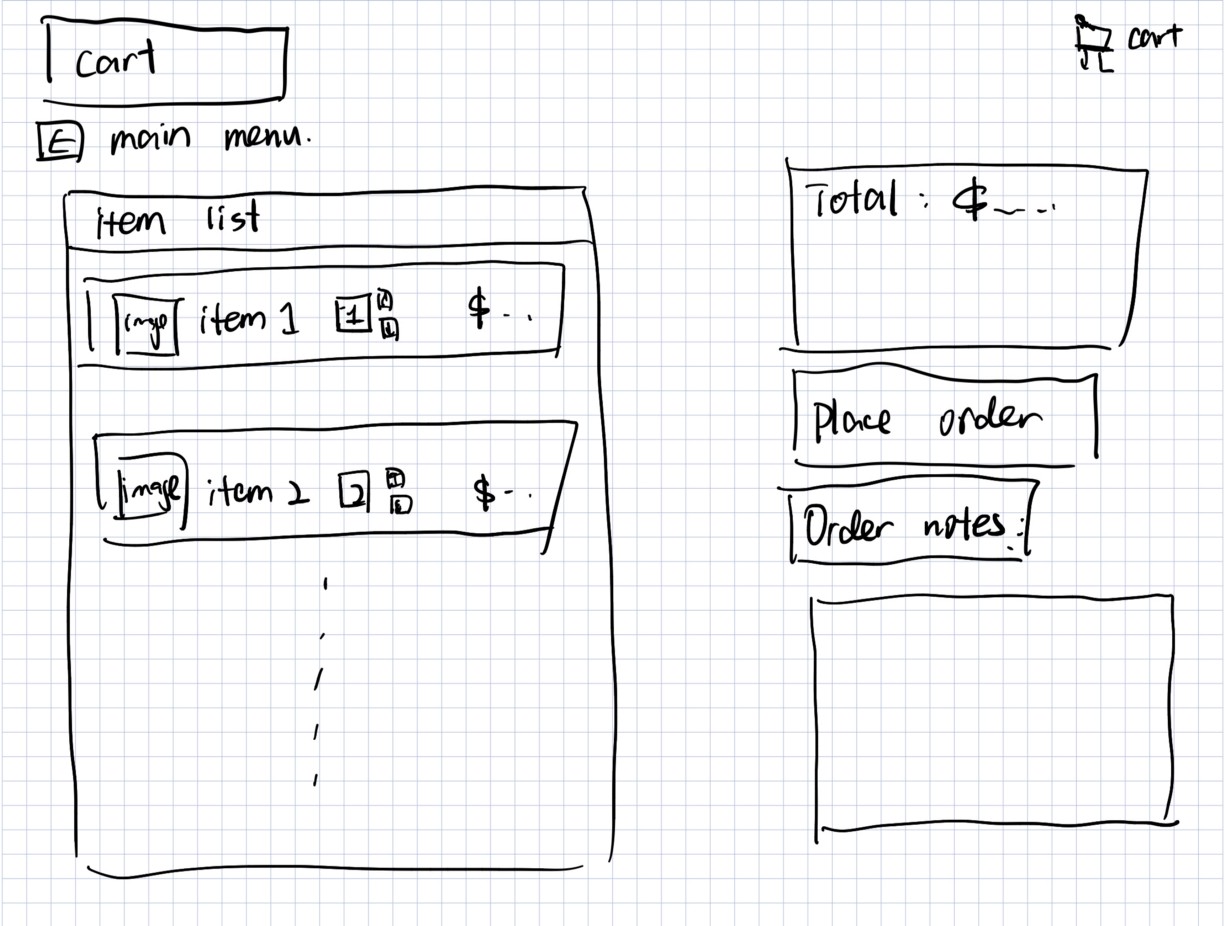 cart
cart
main menu.
item list
image item 1 1 $ - . .
image item 2 2 $ - . .
Total : $
Place order
Order notes :